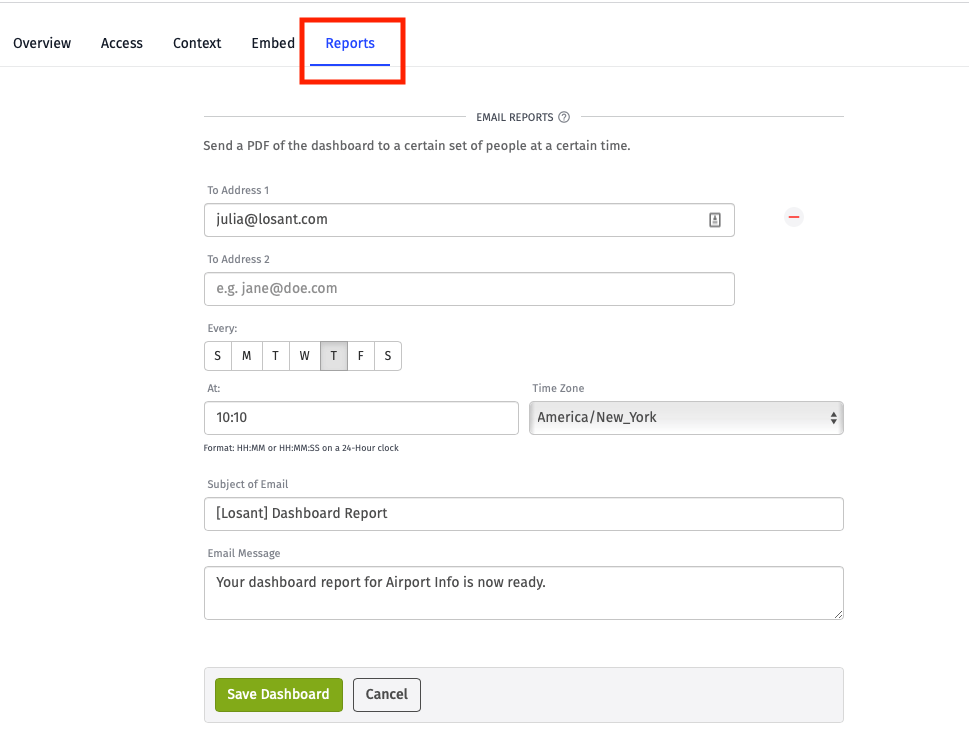 Overview Access Context Embed Reports
EMAIL REPORTS ?
Send a PDF of the dashboard to a certain set of people at a certain time.
To Address 1
julia@losant.com
To Address 2
e.g. jane@doe.com
Every:
S M T W T F S
At: Time Zone
10:10 America/New_York
Format: HH:MM or HH:MM:SS on a 24-Hour clock
Subject of Email
[Losant] Dashboard Report
Email Message
Your dashboard report for Airport Info is now ready.
Save Dashboard Cancel